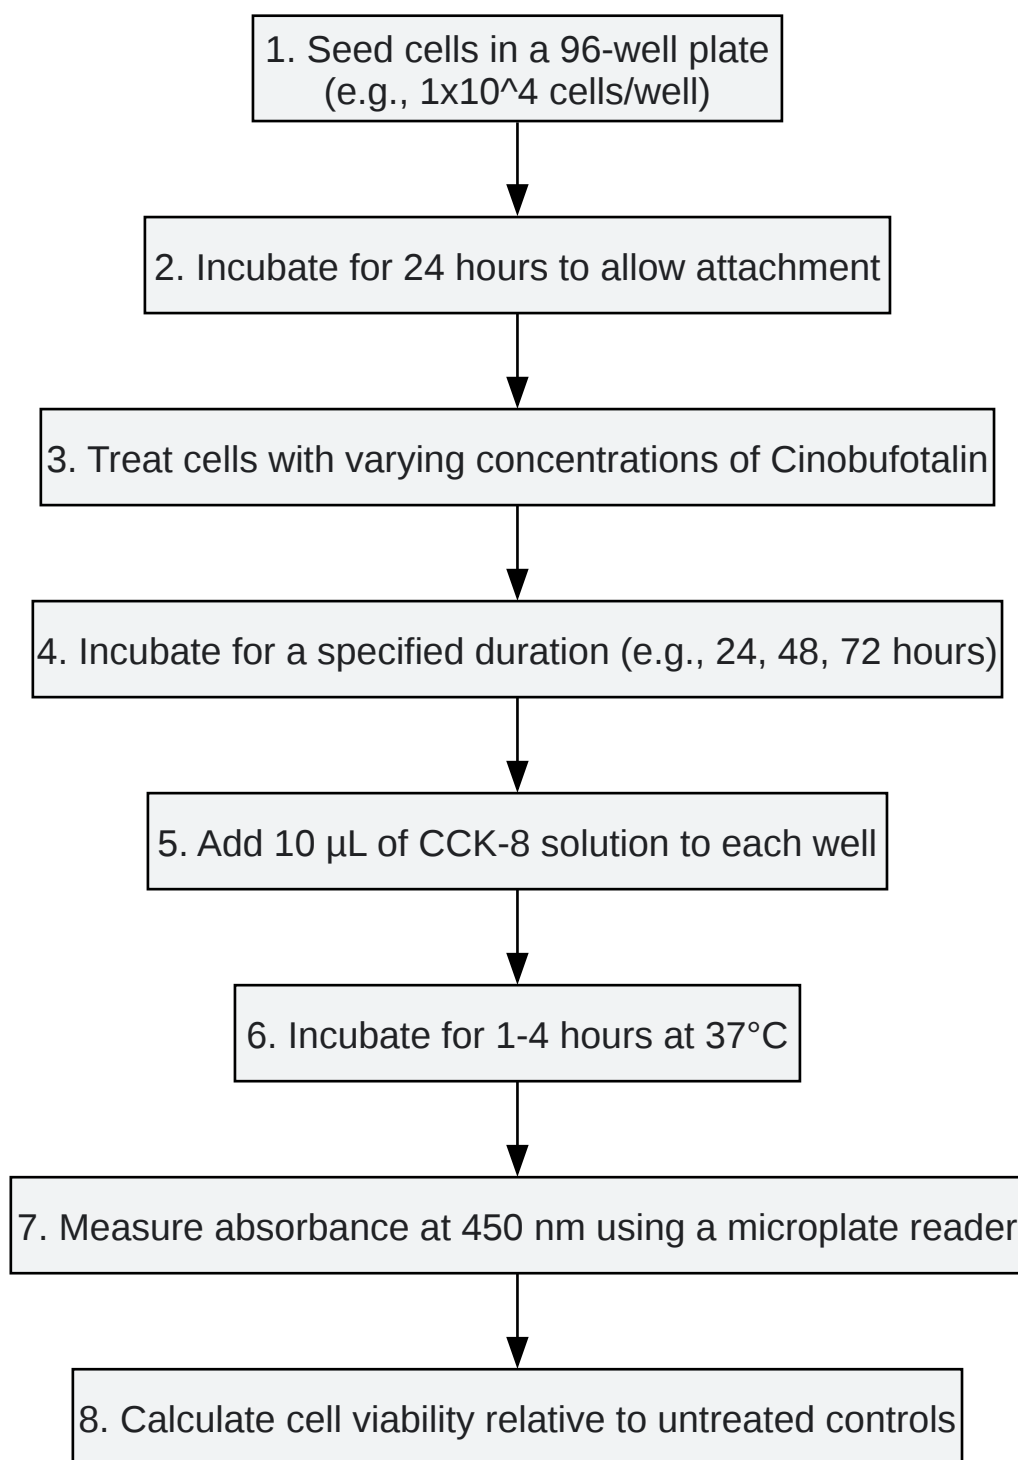 1. Seed cells in a 96-well plate
(e.g., 1x10^4 cells/well)
2. Incubate for 24 hours to allow attachment
3. Treat cells with varying concentrations of Cinobufotalin
4. Incubate for a specified duration (e.g., 24, 48, 72 hours)
5. Add 10 µL of CCK-8 solution to each well
6. Incubate for 1-4 hours at 37°C
7. Measure absorbance at 450 nm using a microplate reader
8. Calculate cell viability relative to untreated controls